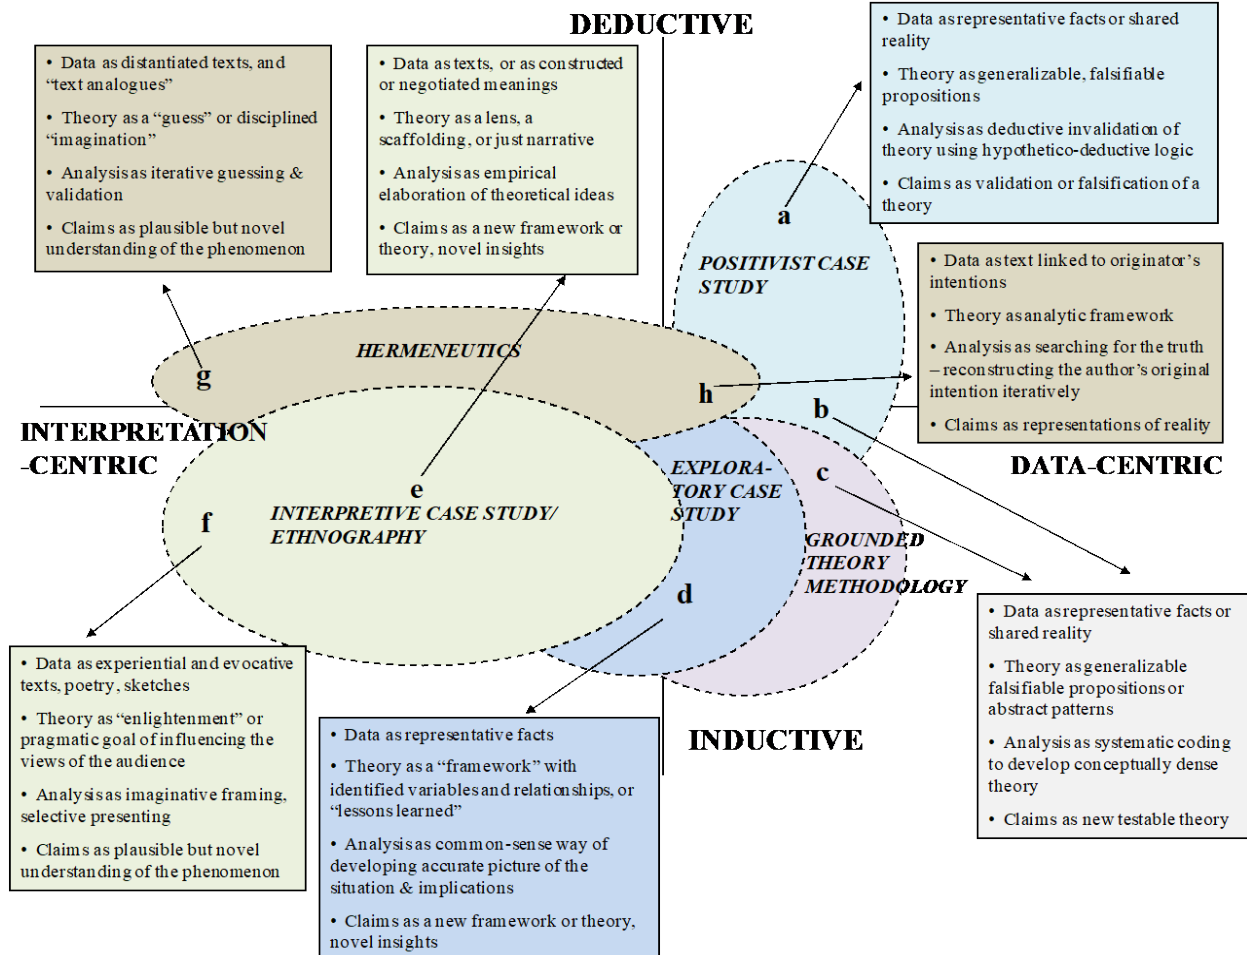 DEDUCTIVE
• Data as distantiated texts, and
“text analogues”
• Theory as a “guess” or disciplined
“imagination”
• Analysis as iterative guessing &
validation
• Claims as plausible but novel
understanding of the phenomenon
• Data as texts, or as constructed
or negotiated meanings
• Theory as a lens, a
scaffolding, or just narrative
• Analysis as empirical
elaboration of theoretical ideas
• Claims as a new framework or
theory, novel insights
• Data as representative facts or shared
reality
• Theory as generalizable, falsifiable
propositions
• Analysis as deductive invalidation of
theory using hypothetico-deductive logic
• Claims as validation or falsification of a
theory
a
POSITIVIST CASE
STUDY
• Data as text linked to originator’s
intentions
• Theory as analytic framework
• Analysis as searching for the truth
– reconstructing the author’s original
intention iteratively
• Claims as representations of reality
HERMENEUTICS
g
h
b
INTERPRETATION
-CENTRIC
DATA-CENTRIC
c
EXPLORA-
TORY CASE
STUDY
e
INTERPRETIVE CASE STUDY/
ETHNOGRAPHY
f
GROUNDED
THEORY
METHODOLOGY
d
INDUCTIVE
• Data as experiential and evocative
texts, poetry, sketches
• Theory as “enlightenment” or
pragmatic goal of influencing the
views of the audience
• Analysis as imaginative framing,
selective presenting
• Claims as plausible but novel
understanding of the phenomenon
• Data as representative facts
• Theory as a “framework” with
identified variables and relationships, or
“lessons learned”
• Analysis as common-sense way of
developing accurate picture of the
situation & implications
• Claims as a new framework or theory,
novel insights
• Data as representative facts or
shared reality
• Theory as generalizable
falsifiable propositions or
abstract patterns
• Analysis as systematic coding
to develop conceptually dense
theory
• Claims as new testable theory